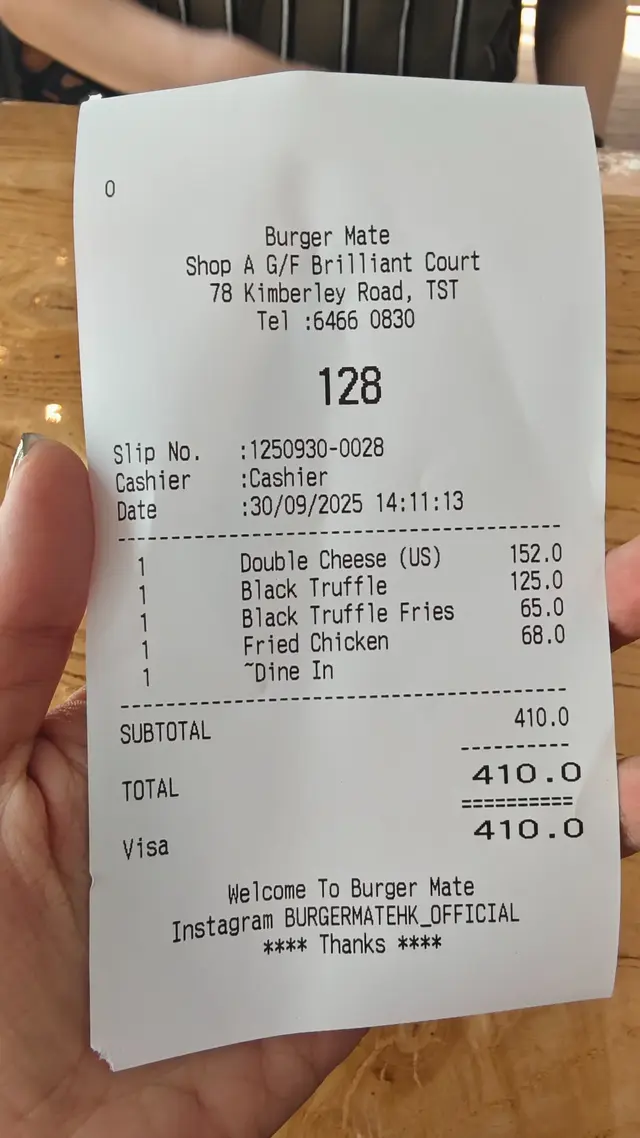 0
Burger Mate
Shop A G/F Brilliant Court
78 Kimberley Road, TST
Tel :6466 0830
128
Slip No. :1250930-0028
Cashier :Cashier
Date :30/09/2025 14:11:13
--------------------------------------------------
1 Double Cheese (US) 152.0
1 Black Truffle 125.0
1 Black Truffle Fries 65.0
1 Fried Chicken 68.0
1 ~Dine In
--------------------------------------------------
SUBTOTAL 410.0
----------
TOTAL 410.0
==========
Visa 410.0
Welcome To Burger Mate
Instagram BURGERMATEHK_OFFICIAL
**** Thanks ****